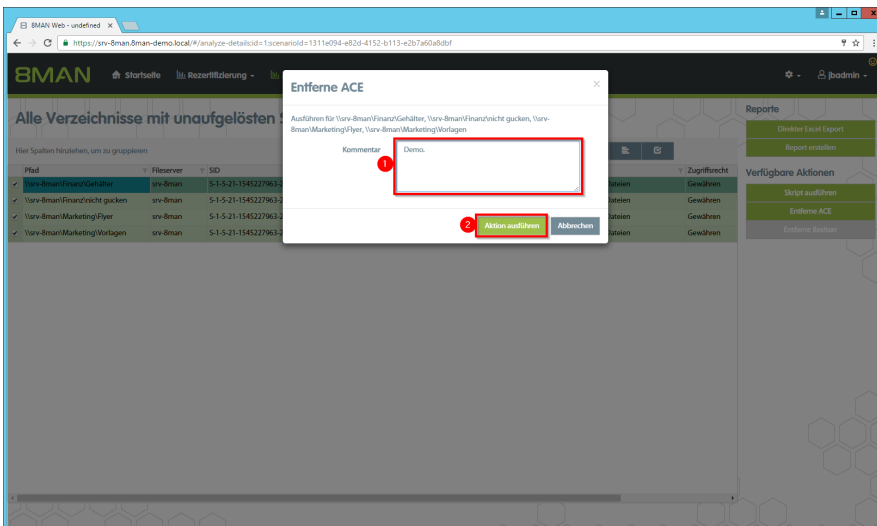 8MAN Web - undefined
https://srv-8man.8man-demo.local/#/analyze-details;id=1;scenarioId=1311e094-e82d-4152-b113-e2b7a60a8dbf
8MAN
Startseite
Rezertifizierung
jbadmin
Alle Verzeichnisse mit unaufgelösten
Hier Spalten hinziehen, um zu gruppieren
Pfad Fileserver SID Zugriffsrecht
\\srv-8man\Finanz\Gehälter srv-8man S-1-5-21-1545227963-2 Dateien Gewähren
\\srv-8man\Finanz\nicht gucken srv-8man S-1-5-21-1545227963-2 Gewähren
\\srv-8man\Marketing\Flyer srv-8man S-1-5-21-1545227963-2 Dateien Gewähren
\\srv-8man\Marketing\Vorlagen srv-8man S-1-5-21-1545227963-2 Dateien Gewähren
Entferne ACE
Ausführen für \\srv-8man\Finanz\Gehälter, \\srv-8man\Finanz\nicht gucken, \\srv-
8man\Marketing\Flyer, \\srv-8man\Marketing\Vorlagen
Kommentar
1
Demo.
2
Aktion ausführen
Abbrechen
Reporte
Direkter Excel Export
Report erstellen
Verfügbare Aktionen
Skript ausführen
Entferne ACE
Entferne Besitzer